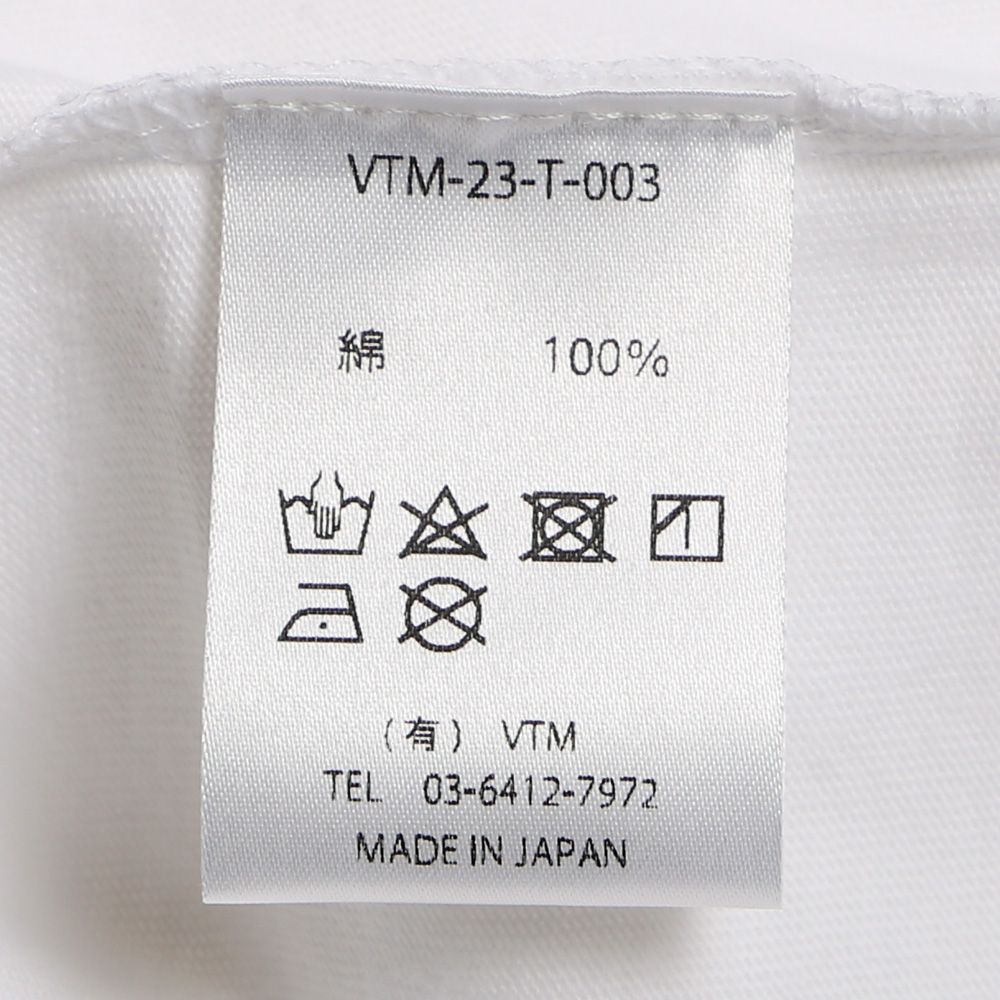 VTM-23-T-003
綿 100%
(有) VTM
TEL 03-6412-7972
MADE IN JAPAN